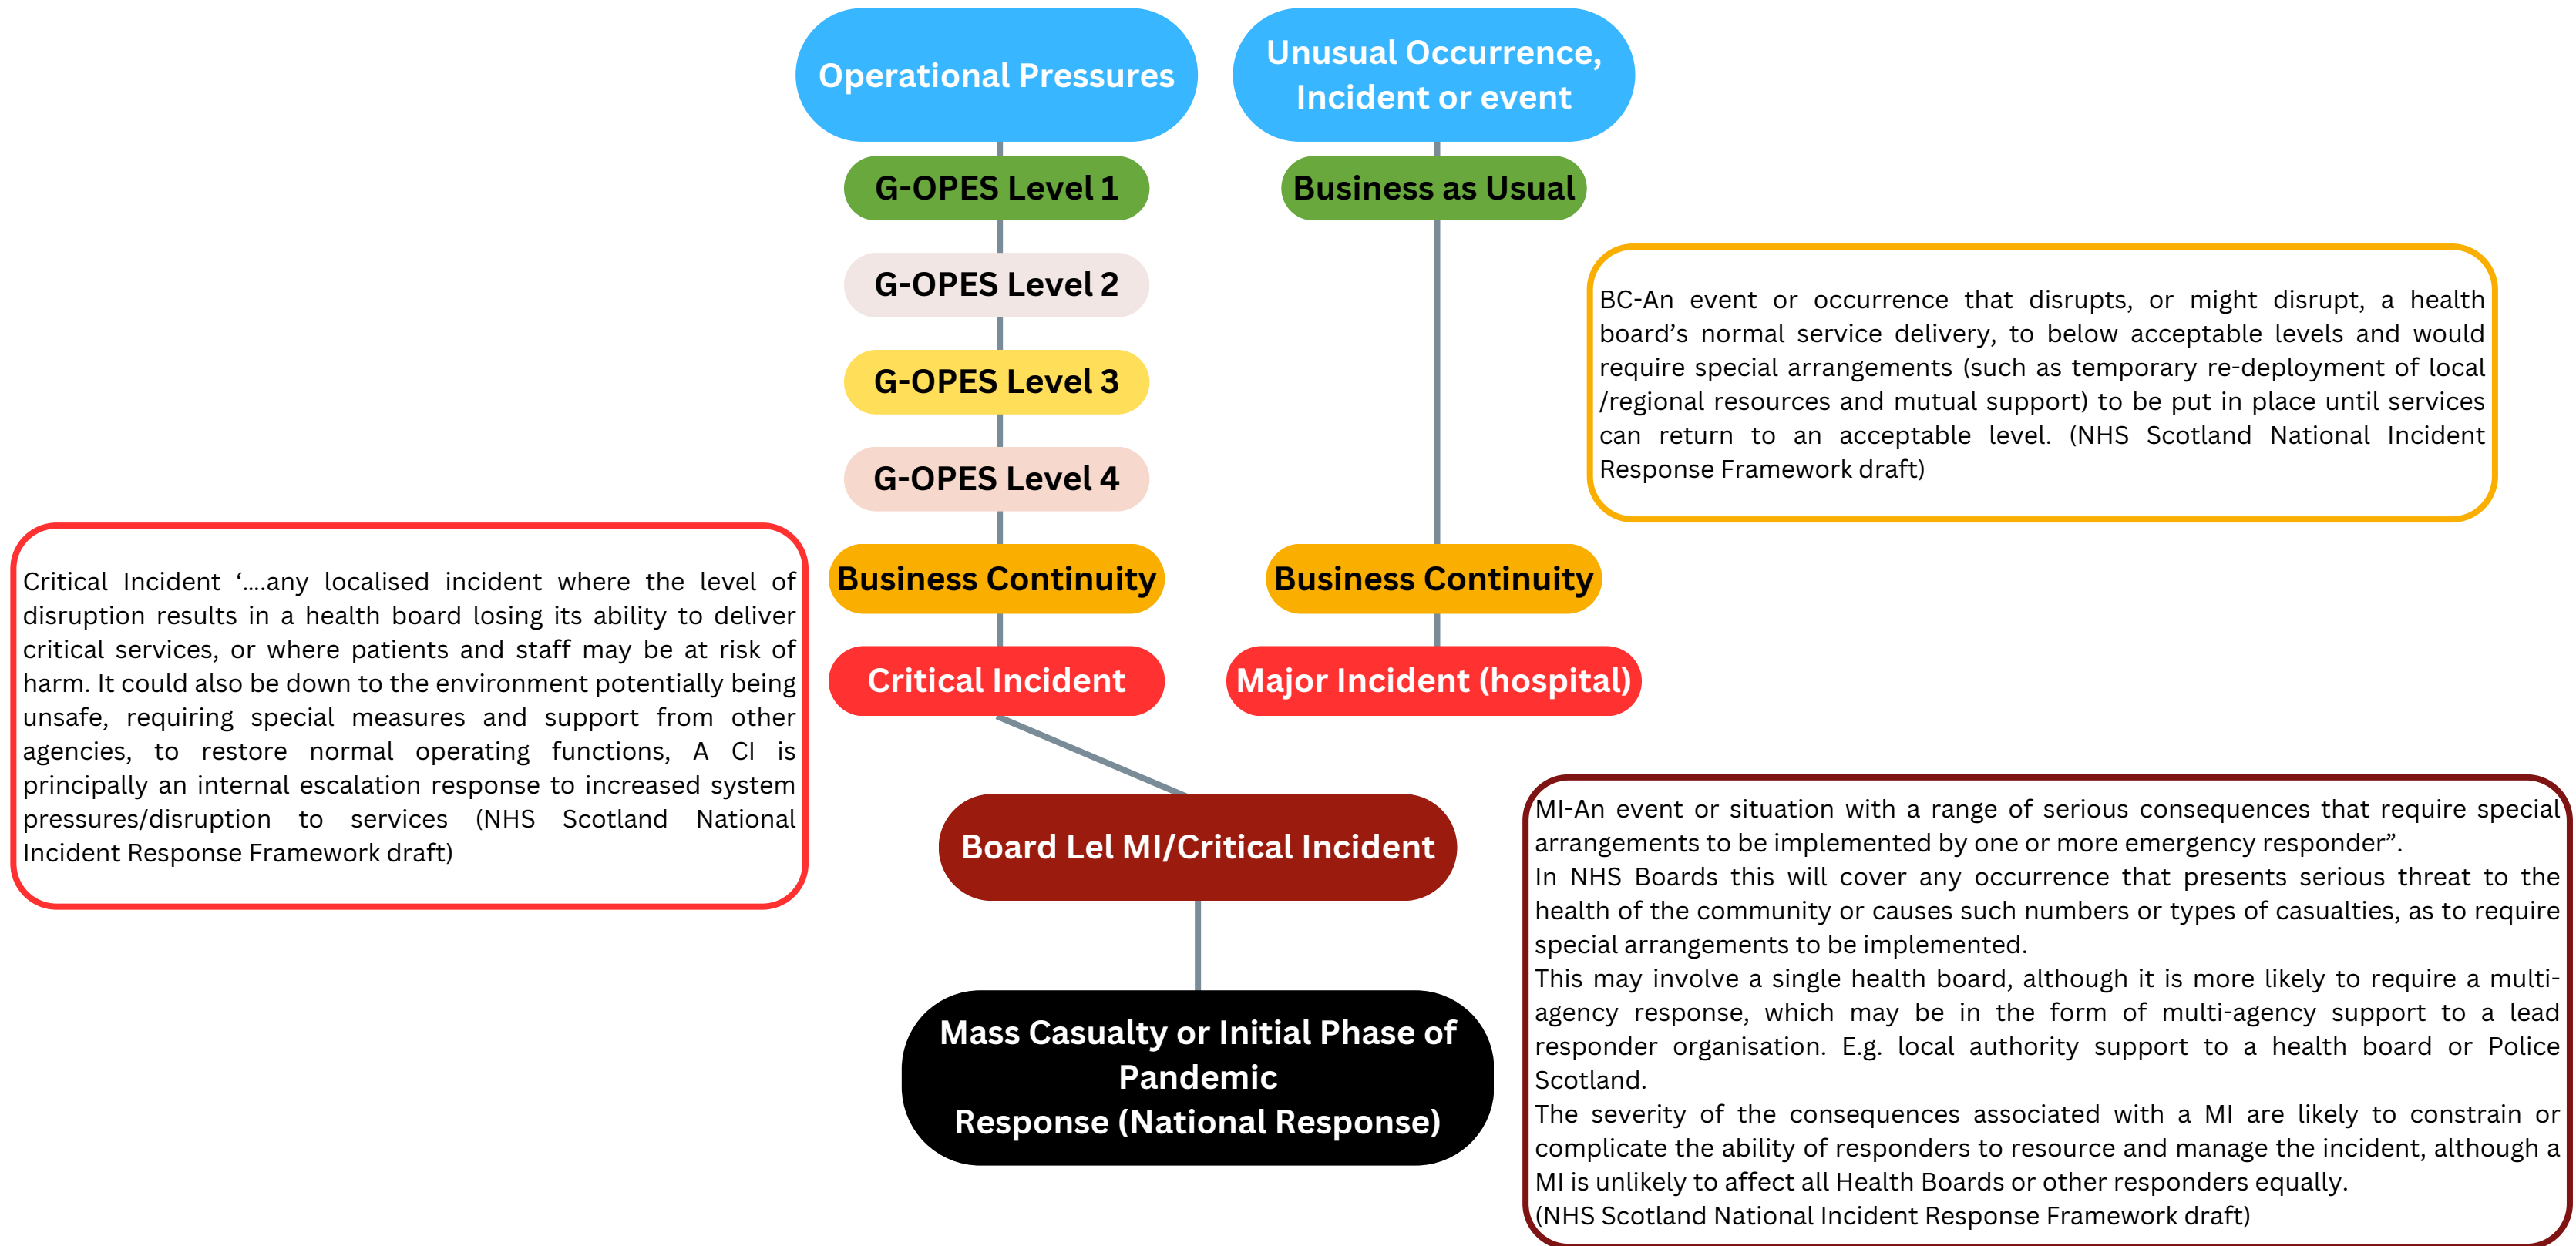 Operational Pressures
Unusual Occurrence,
Incident or event
G-OPES Level 1
Business as Usual
G-OPES Level 2
G-OPES Level 3
G-OPES Level 4
BC-An event or occurrence that disrupts, or might disrupt, a health
board’s normal service delivery, to below acceptable levels and would
require special arrangements (such as temporary re-deployment of local
/regional resources and mutual support) to be put in place until services
can return to an acceptable level. (NHS Scotland National Incident
Response Framework draft)
Business Continuity
Business Continuity
Critical Incident
Major Incident (hospital)
Critical Incident ‘....any localised incident where the level of
disruption results in a health board losing its ability to deliver
critical services, or where patients and staff may be at risk of
harm. It could also be down to the environment potentially being
unsafe, requiring special measures and support from other
agencies, to restore normal operating functions, A CI is
principally an internal escalation response to increased system
pressures/disruption to services (NHS Scotland National
Incident Response Framework draft)
Board Lel MI/Critical Incident
Mass Casualty or Initial Phase of
Pandemic
Response (National Response)
MI-An event or situation with a range of serious consequences that require special
arrangements to be implemented by one or more emergency responder”.
In NHS Boards this will cover any occurrence that presents serious threat to the
health of the community or causes such numbers or types of casualties, as to require
special arrangements to be implemented.
This may involve a single health board, although it is more likely to require a multi-
agency response, which may be in the form of multi-agency support to a lead
responder organisation. E.g. local authority support to a health board or Police
Scotland.
The severity of the consequences associated with a MI are likely to constrain or
complicate the ability of responders to resource and manage the incident, although a
MI is unlikely to affect all Health Boards or other responders equally.
(NHS Scotland National Incident Response Framework draft)